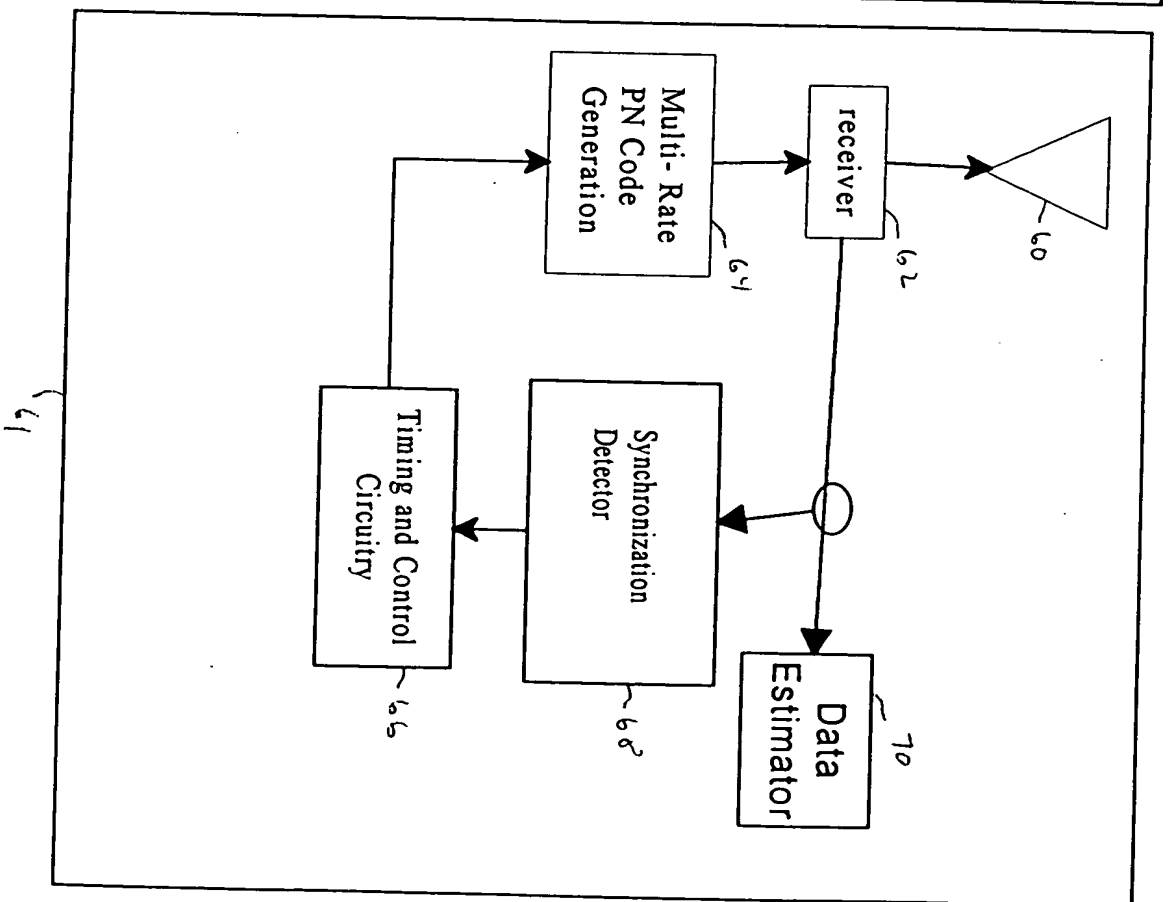 60
receiver
62
Multi- Rate
PN Code
Generation
64
Data
Estimator
70
Synchronization
Detector
68
Timing and Control
Circuitry
66
61